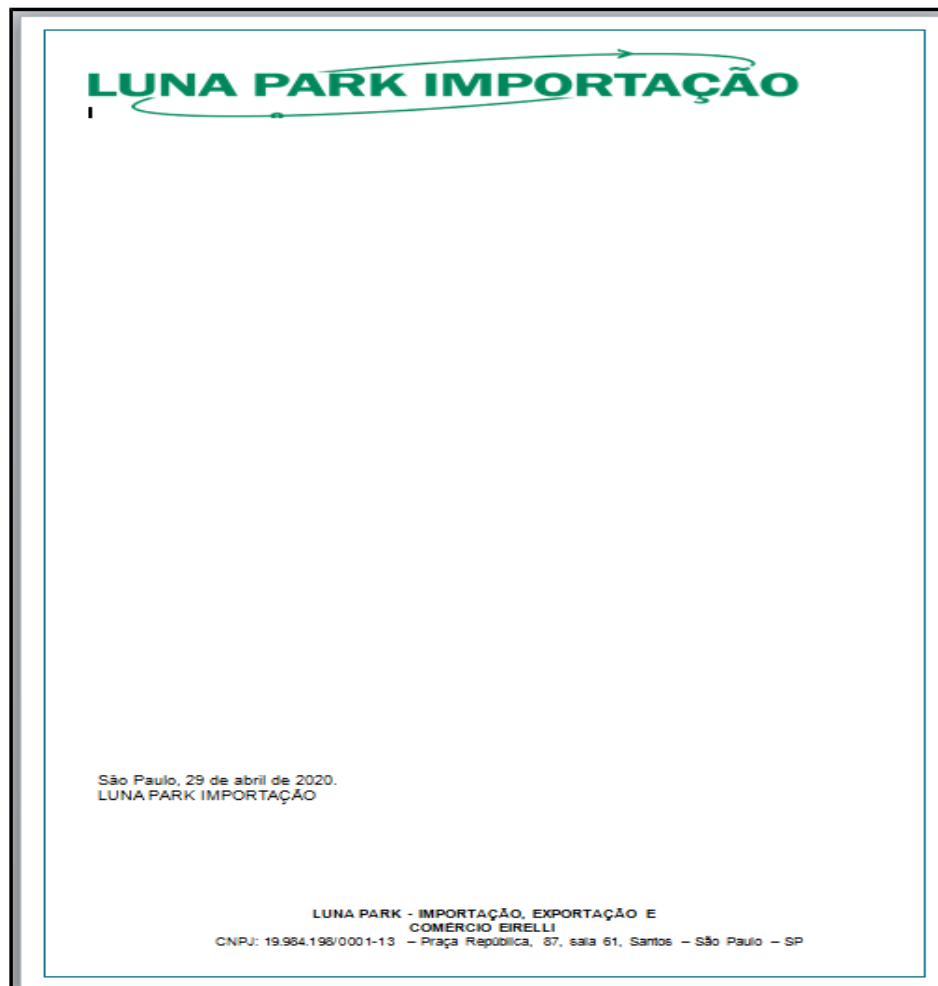 LUNA PARK IMPORTAÇÃO
São Paulo, 29 de abril de 2020.
LUNA PARK IMPORTAÇÃO
LUNA PARK - IMPORTAÇÃO, EXPORTAÇÃO E
COMÉRCIO EIRELLI
CNPJ: 19.984.198/0001-13 – Praça República, 87, sala 61, Santos – São Paulo – SP